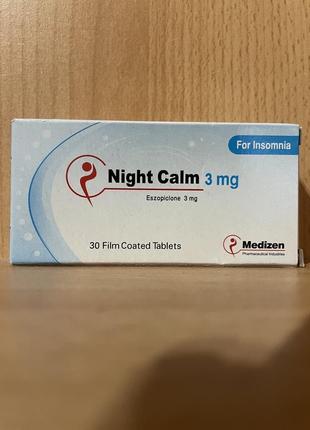 For Insomnia
Night Calm 3 mg
Eszopiclone 3 mg
30 Film Coated Tablets
Medizen
Pharmaceutical Industries